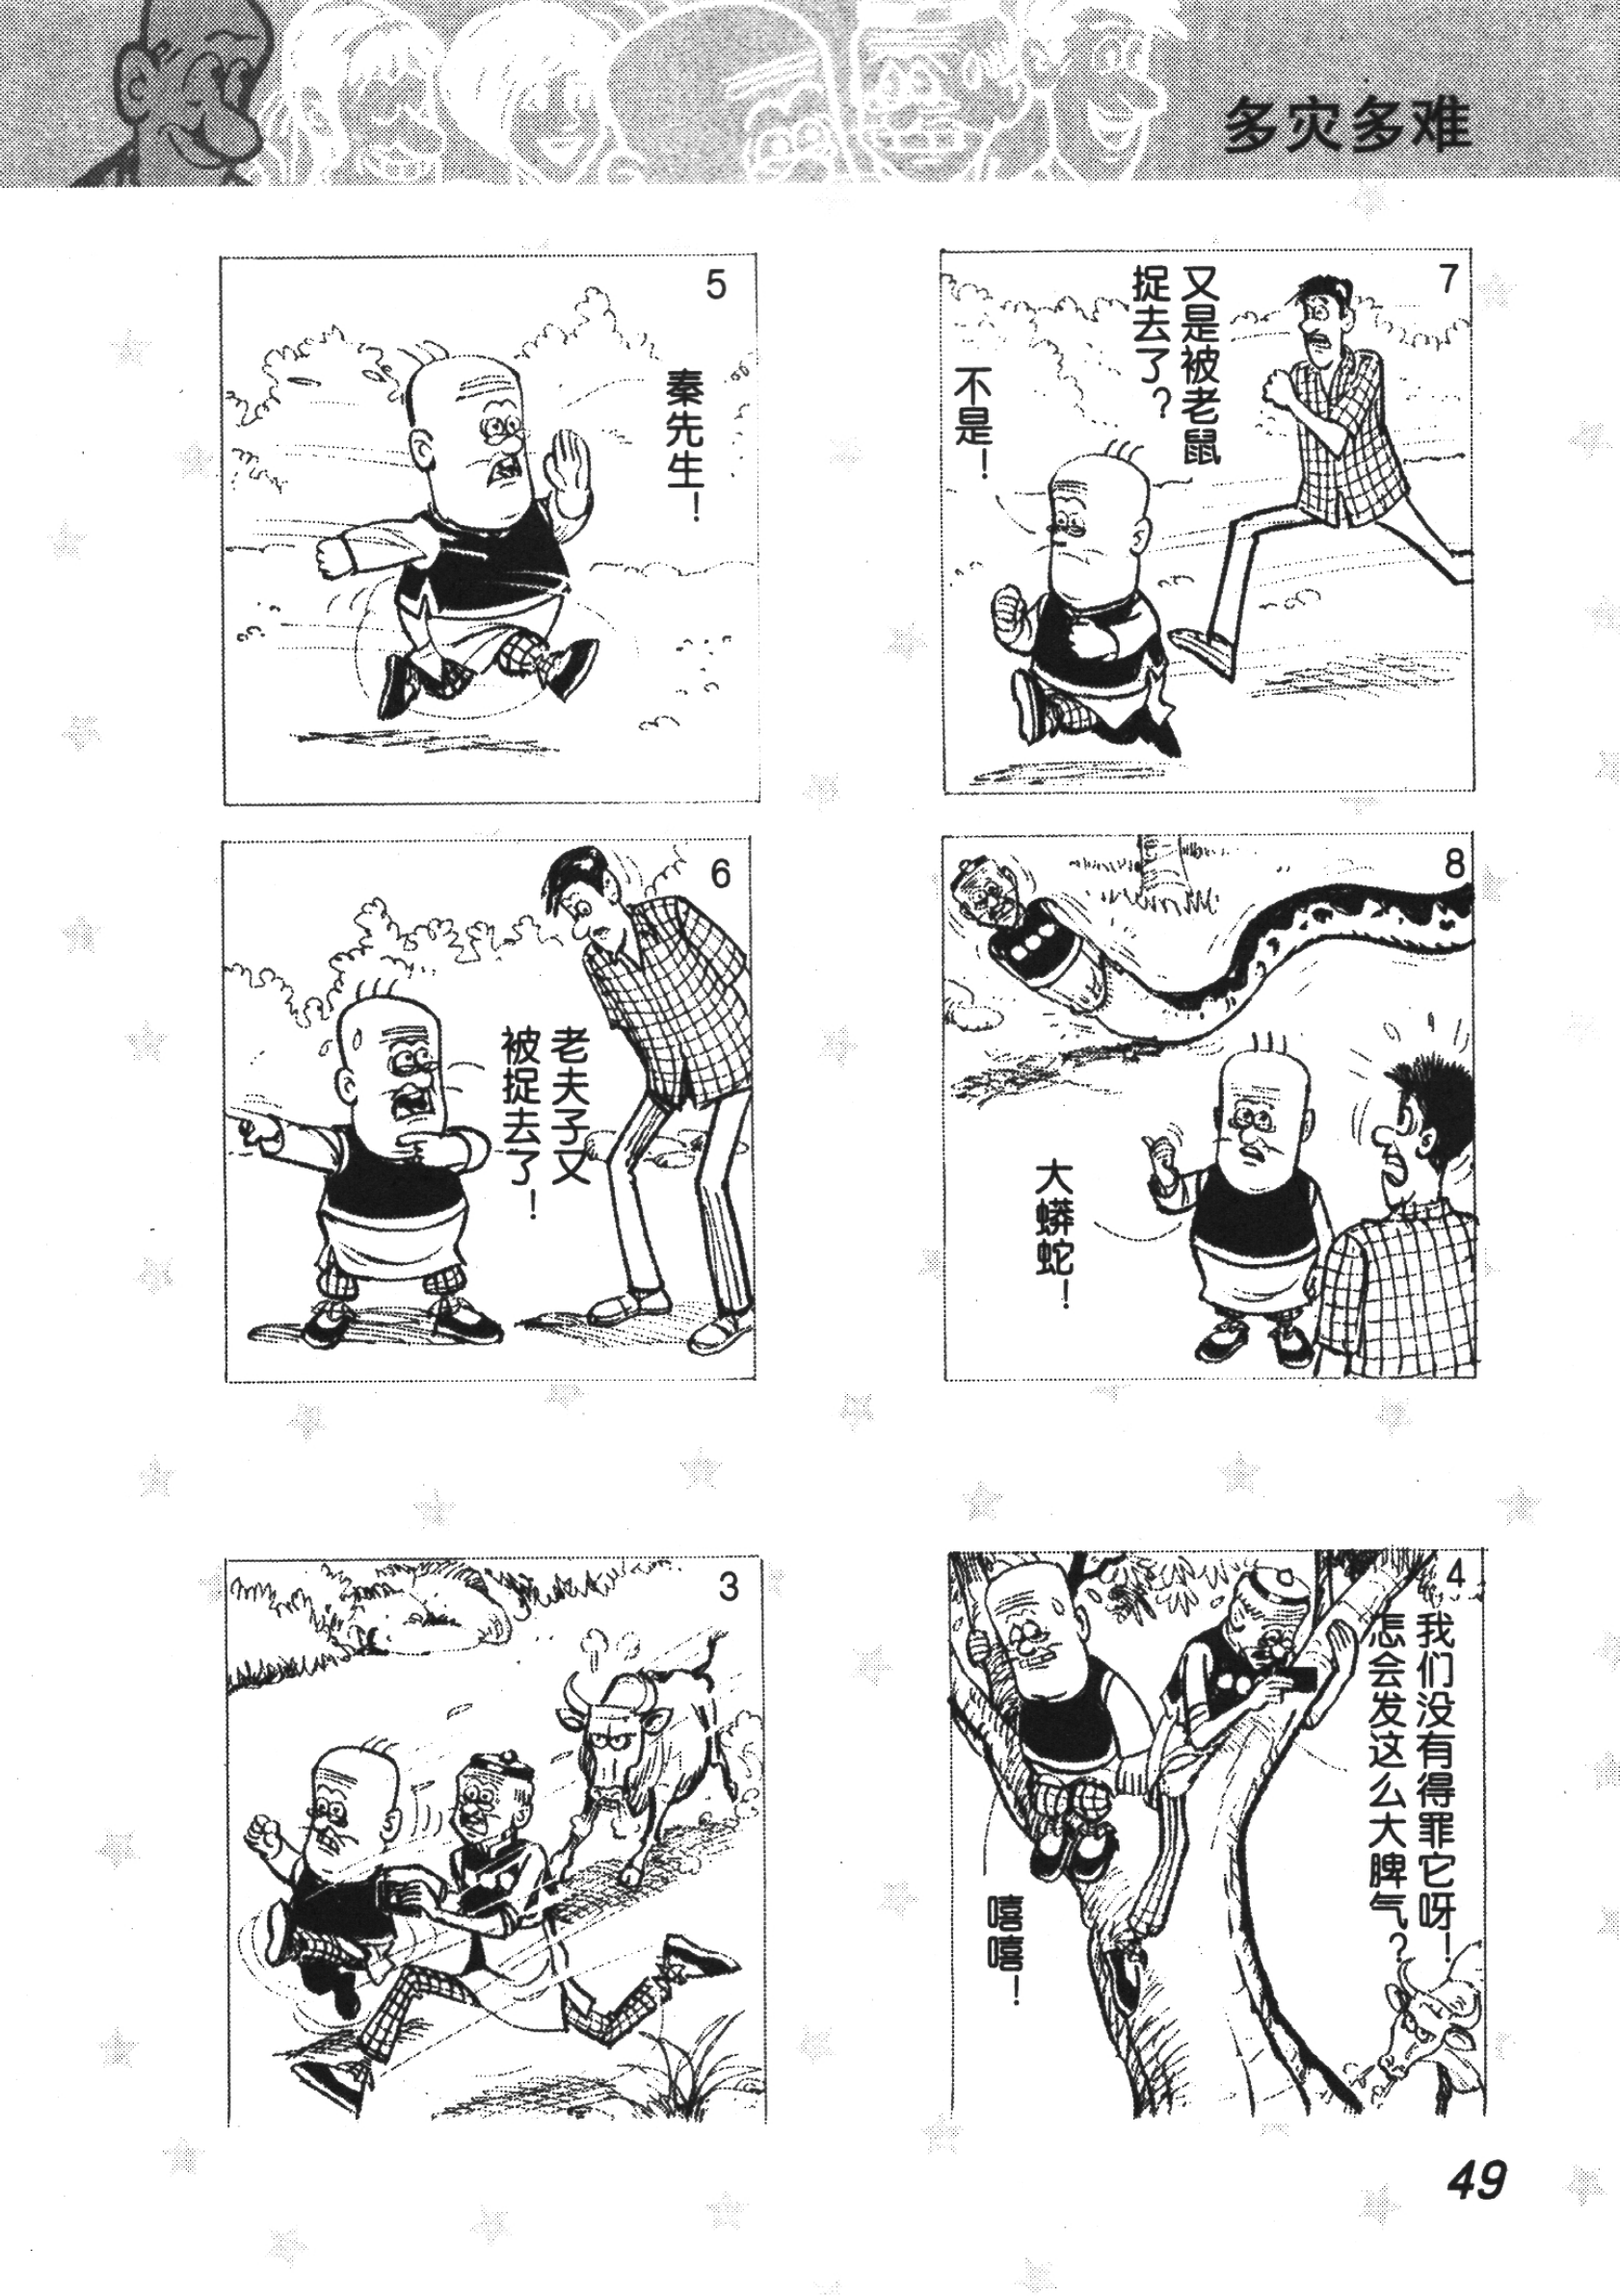 多灾多难
5
秦先生！
6
老夫子又
被捉去了！
7
又是被老鼠
捉去了？
不是！
8
大蟒蛇！
3
4
我们没有得罪它呀！
怎会发这么大脾气？
嘻嘻！
49